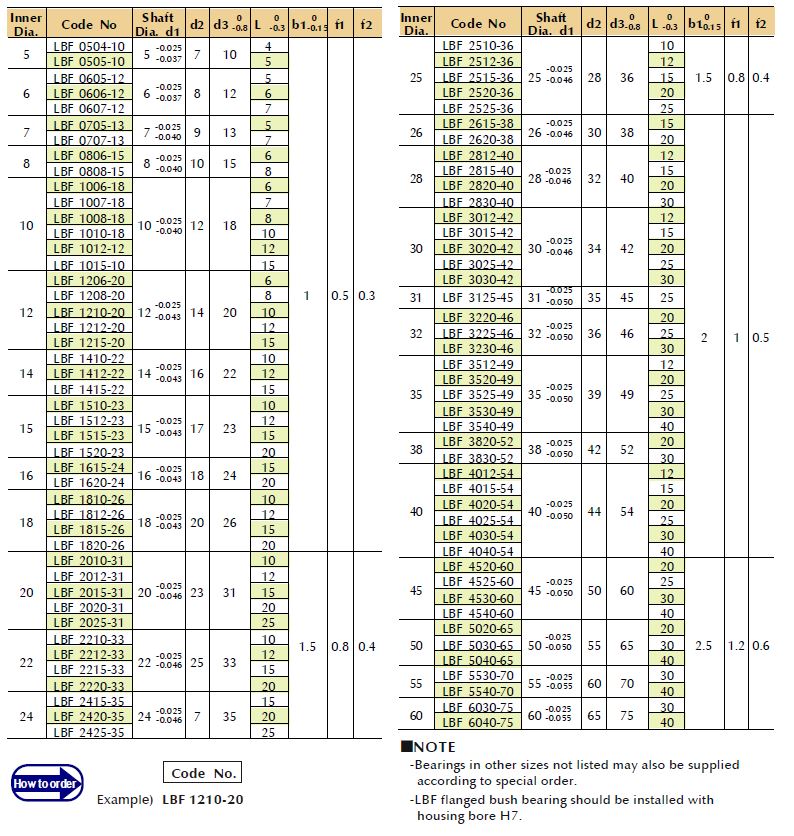 Inner Dia. Code No Shaft Dia. d1 d2 d3 0 -0.8 L 0 -0.3 b1 0 -0.15 f1 f2
5 LBF 0504-10 5 -0.025 -0.037 7 10 4
LBF 0505-10 5
LBF 0605-12 5
6 LBF 0606-12 6 -0.025 -0.037 8 12 6
LBF 0607-12 7
7 LBF 0705-13 7 -0.025 -0.040 9 13 5
LBF 0707-13 7
8 LBF 0806-15 8 -0.025 -0.040 10 15 6
LBF 0808-15 8
LBF 1006-18 6
LBF 1007-18 7
10 LBF 1008-18 10 -0.025 -0.040 12 18 8
LBF 1010-18 10
LBF 1012-12 12
LBF 1015-10 15
LBF 1206-20 6
LBF 1208-20 8 1 0.5 0.3
12 LBF 1210-20 12 -0.025 -0.043 14 20 10
LBF 1212-20 12
LBF 1215-20 15
LBF 1410-22 10
14 LBF 1412-22 14 -0.025 -0.043 16 22 12
LBF 1415-22 15
LBF 1510-23 10
15 LBF 1512-23 15 -0.025 -0.043 17 23 12
LBF 1515-23 15
LBF 1520-23 20
16 LBF 1615-24 16 -0.025 -0.043 18 24 15
LBF 1620-24 20
LBF 1810-26 10
18 LBF 1812-26 18 -0.025 -0.043 20 26 12
LBF 1815-26 15
LBF 1820-26 20
LBF 2010-31 10
LBF 2012-31 12
20 LBF 2015-31 20 -0.025 -0.046 23 31 15
LBF 2020-31 20
LBF 2025-31 25
LBF 2210-33 10 1.5 0.8 0.4
22 LBF 2212-33 22 -0.025 -0.046 25 33 12
LBF 2215-33 15
LBF 2220-33 20
LBF 2415-35 15
24 LBF 2420-35 24 -0.025 -0.046 7 35 20
LBF 2425-35 25
How to order
Code No.
Example) LBF 1210-20
Inner Dia. Code No Shaft Dia. d1 d2 d3 0 -0.8 L 0 -0.3 b1 0 0.15 f1 f2
LBF 2510-36 10
LBF 2512-36 12
25 LBF 2515-36 25 -0.025 -0.046 28 36 15 1.5 0.8 0.4
LBF 2520-36 20
LBF 2525-36 25
26 LBF 2615-38 26 -0.025 -0.046 30 38 15
LBF 2620-38 20
LBF 2812-40 12
28 LBF 2815-40 28 -0.025 -0.046 32 40 15
LBF 2820-40 20
LBF 2830-40 30
LBF 3012-42 12
LBF 3015-42 15
30 LBF 3020-42 30 -0.025 -0.046 34 42 20
LBF 3025-42 25
LBF 3030-42 30
31 LBF 3125-45 31 -0.025 -0.050 35 45 25
LBF 3220-46 20
32 LBF 3225-46 32 -0.025 -0.050 36 46 25 2 1 0.5
LBF 3230-46 30
LBF 3512-49 12
LBF 3520-49 20
35 LBF 3525-49 35 -0.025 -0.050 39 49 25
LBF 3530-49 30
LBF 3540-49 40
38 LBF 3820-52 38 -0.025 -0.050 42 52 20
LBF 3830-52 30
LBF 4012-54 12
LBF 4015-54 15
40 LBF 4020-54 40 -0.025 -0.050 44 54 20
LBF 4025-54 25
LBF 4030-54 30
LBF 4040-54 40
LBF 4520-60 20
45 LBF 4525-60 45 -0.025 -0.050 50 60 25
LBF 4530-60 30
LBF 4540-60 40
LBF 5020-65 20
50 LBF 5030-65 50 -0.025 -0.050 55 65 30 2.5 1.2 0.6
LBF 5040-65 40
55 LBF 5530-70 55 -0.025 -0.055 60 70 30
LBF 5540-70 40
60 LBF 6030-75 60 -0.025 -0.055 65 75 30
LBF 6040-75 40
■NOTE
-Bearings in other sizes not listed may also be supplied
according to special order.
-LBF flanged bush bearing should be installed with
housing bore H7.